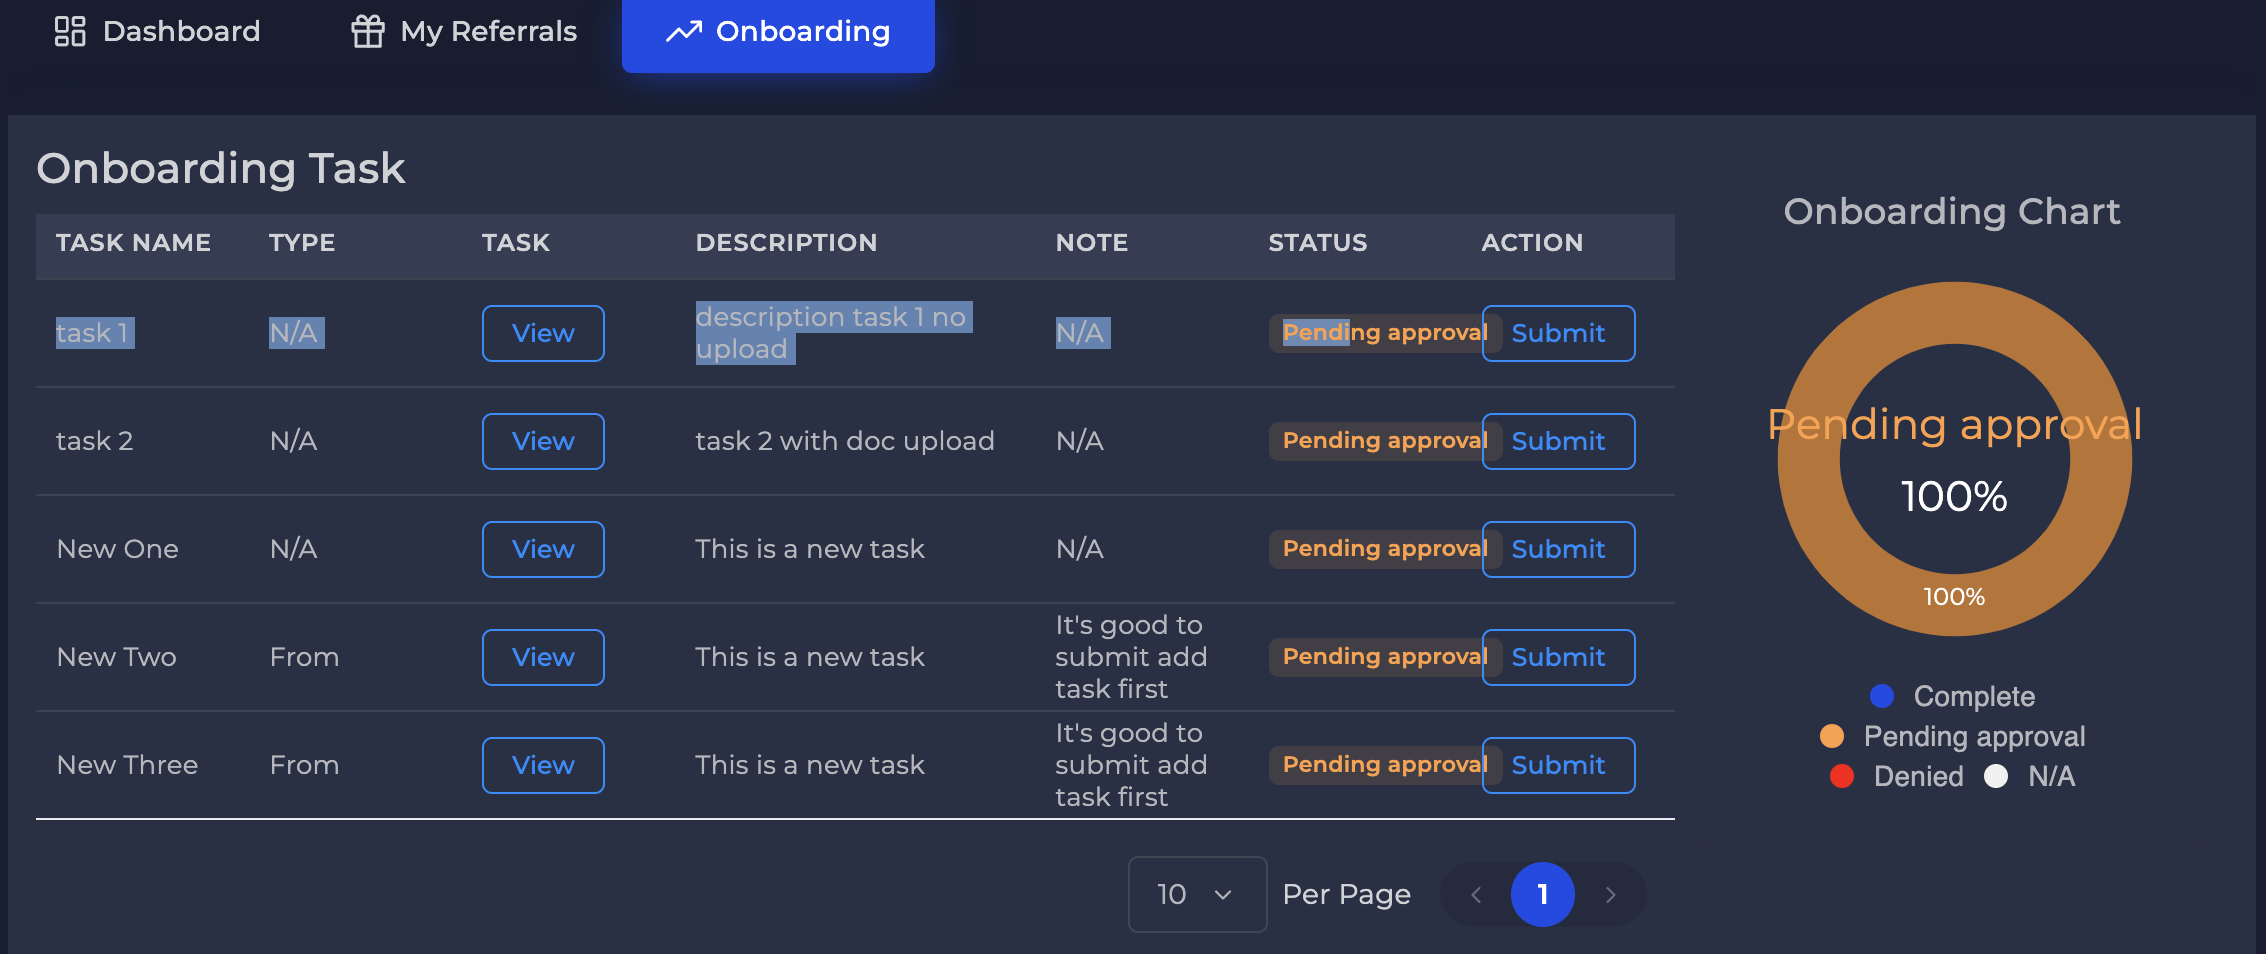 Dashboard
My Referrals
Onboarding
Onboarding Task
TASK NAME TYPE TASK DESCRIPTION NOTE STATUS ACTION
task 1 N/A View description task 1 no upload N/A Pending approval Submit
task 2 N/A View task 2 with doc upload N/A Pending approval Submit
New One N/A View This is a new task N/A Pending approval Submit
New Two From View This is a new task It's good to submit add task first Pending approval Submit
New Three From View This is a new task It's good to submit add task first Pending approval Submit
10 Per Page 1
Onboarding Chart
Pending approval
100%
100%
Complete
Pending approval
Denied N/A